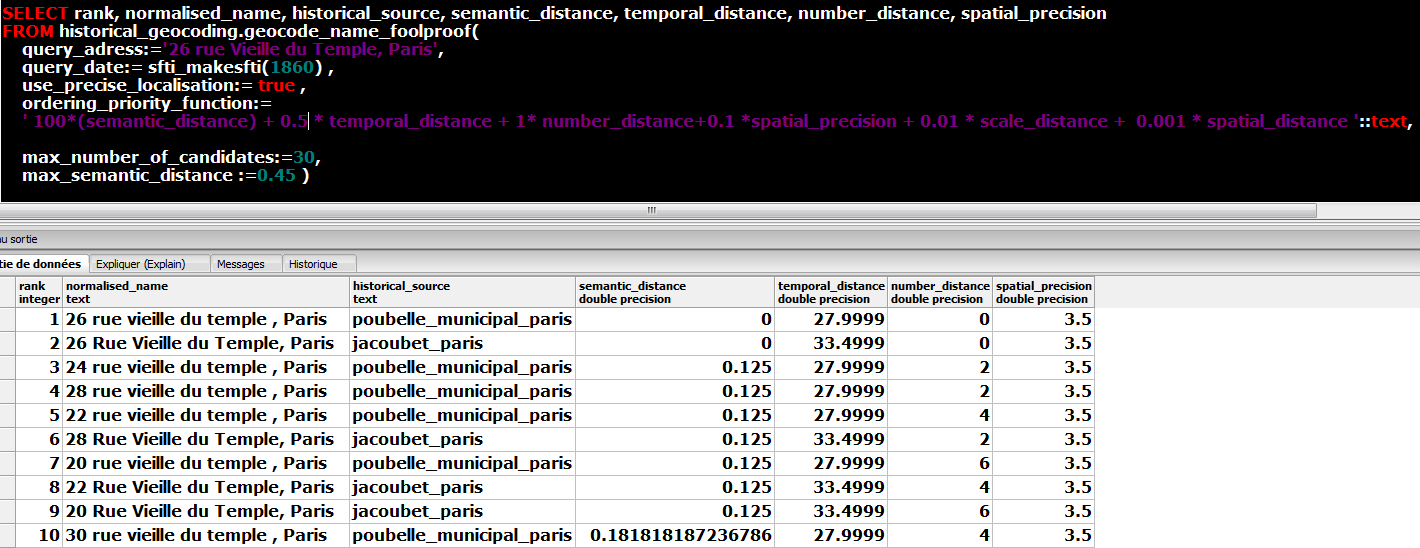 SELECT rank, normalised_name, historical_source, semantic_distance, temporal_distance, number_distance, spatial_precision
FROM historical_geocoding.geocode_name_foolproof(
query_adress:='26 rue Vieille du Temple, Paris',
query_date:= sfti_makesfti(1860) ,
use_precise_localisation:= true ,
ordering_priority_function:=
' 100*(semantic_distance) + 0.5 * temporal_distance + 1* number_distance+0.1 *spatial_precision + 0.01 * scale_distance + 0.001 * spatial_distance '::text,
max_number_of_candidates:=30,
max_semantic_distance :=0.45 )
au sortie
tie de données Expliquer (Explain) Messages Historique
rank normalised_name historical_source semantic_distance temporal_distance number_distance spatial_precision
integer text text double precision double precision double precision double precision
1 26 rue vieille du temple , Paris poubelle_municipal_paris 0 27.9999 0 3.5
2 26 Rue Vieille du Temple, Paris jacoubet_paris 0 33.4999 0 3.5
3 24 rue vieille du temple , Paris poubelle_municipal_paris 0.125 27.9999 2 3.5
4 28 rue vieille du temple , Paris poubelle_municipal_paris 0.125 27.9999 2 3.5
5 22 rue vieille du temple , Paris poubelle_municipal_paris 0.125 27.9999 4 3.5
6 28 Rue Vieille du Temple, Paris jacoubet_paris 0.125 33.4999 2 3.5
7 20 rue vieille du temple , Paris poubelle_municipal_paris 0.125 27.9999 6 3.5
8 22 Rue Vieille du Temple, Paris jacoubet_paris 0.125 33.4999 4 3.5
9 20 Rue Vieille du Temple, Paris jacoubet_paris 0.125 33.4999 6 3.5
10 30 rue vieille du temple , Paris poubelle_municipal_paris 0.181818187236786 27.9999 4 3.5